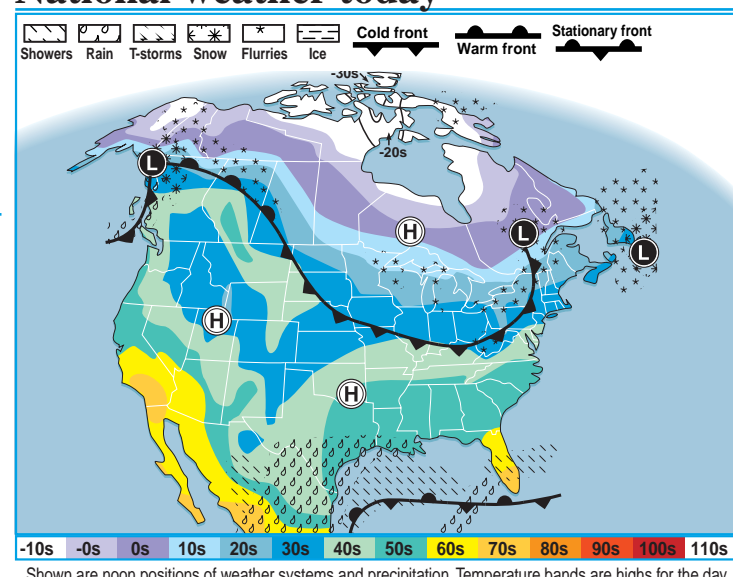 National weather today
Showers Rain T-storms Snow Flurries Ice Cold front Warm front Stationary front
-30s
-20s
L
H
L
L
H
H
-10s -0s 0s 10s 20s 30s 40s 50s 60s 70s 80s 90s 100s 110s
Shown are noon positions of weather systems and precipitation. Temperature bands are highs for the day.